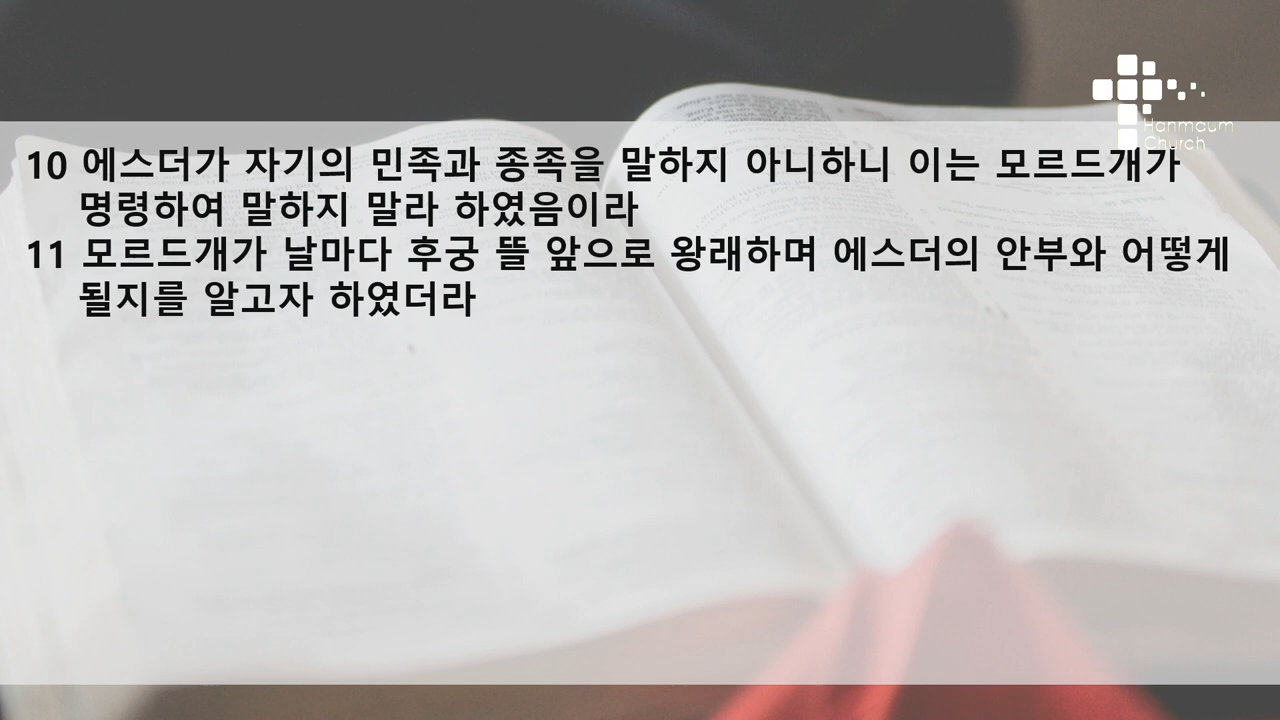 Hanmaum
Church
10 에스더가 자기의 민족과 종족을 말하지 아니하니 이는 모르드개가
명령하여 말하지 말라 하였음이라
11 모르드개가 날마다 후궁 뜰 앞으로 왕래하며 에스더의 안부와 어떻게
될지를 알고자 하였더라